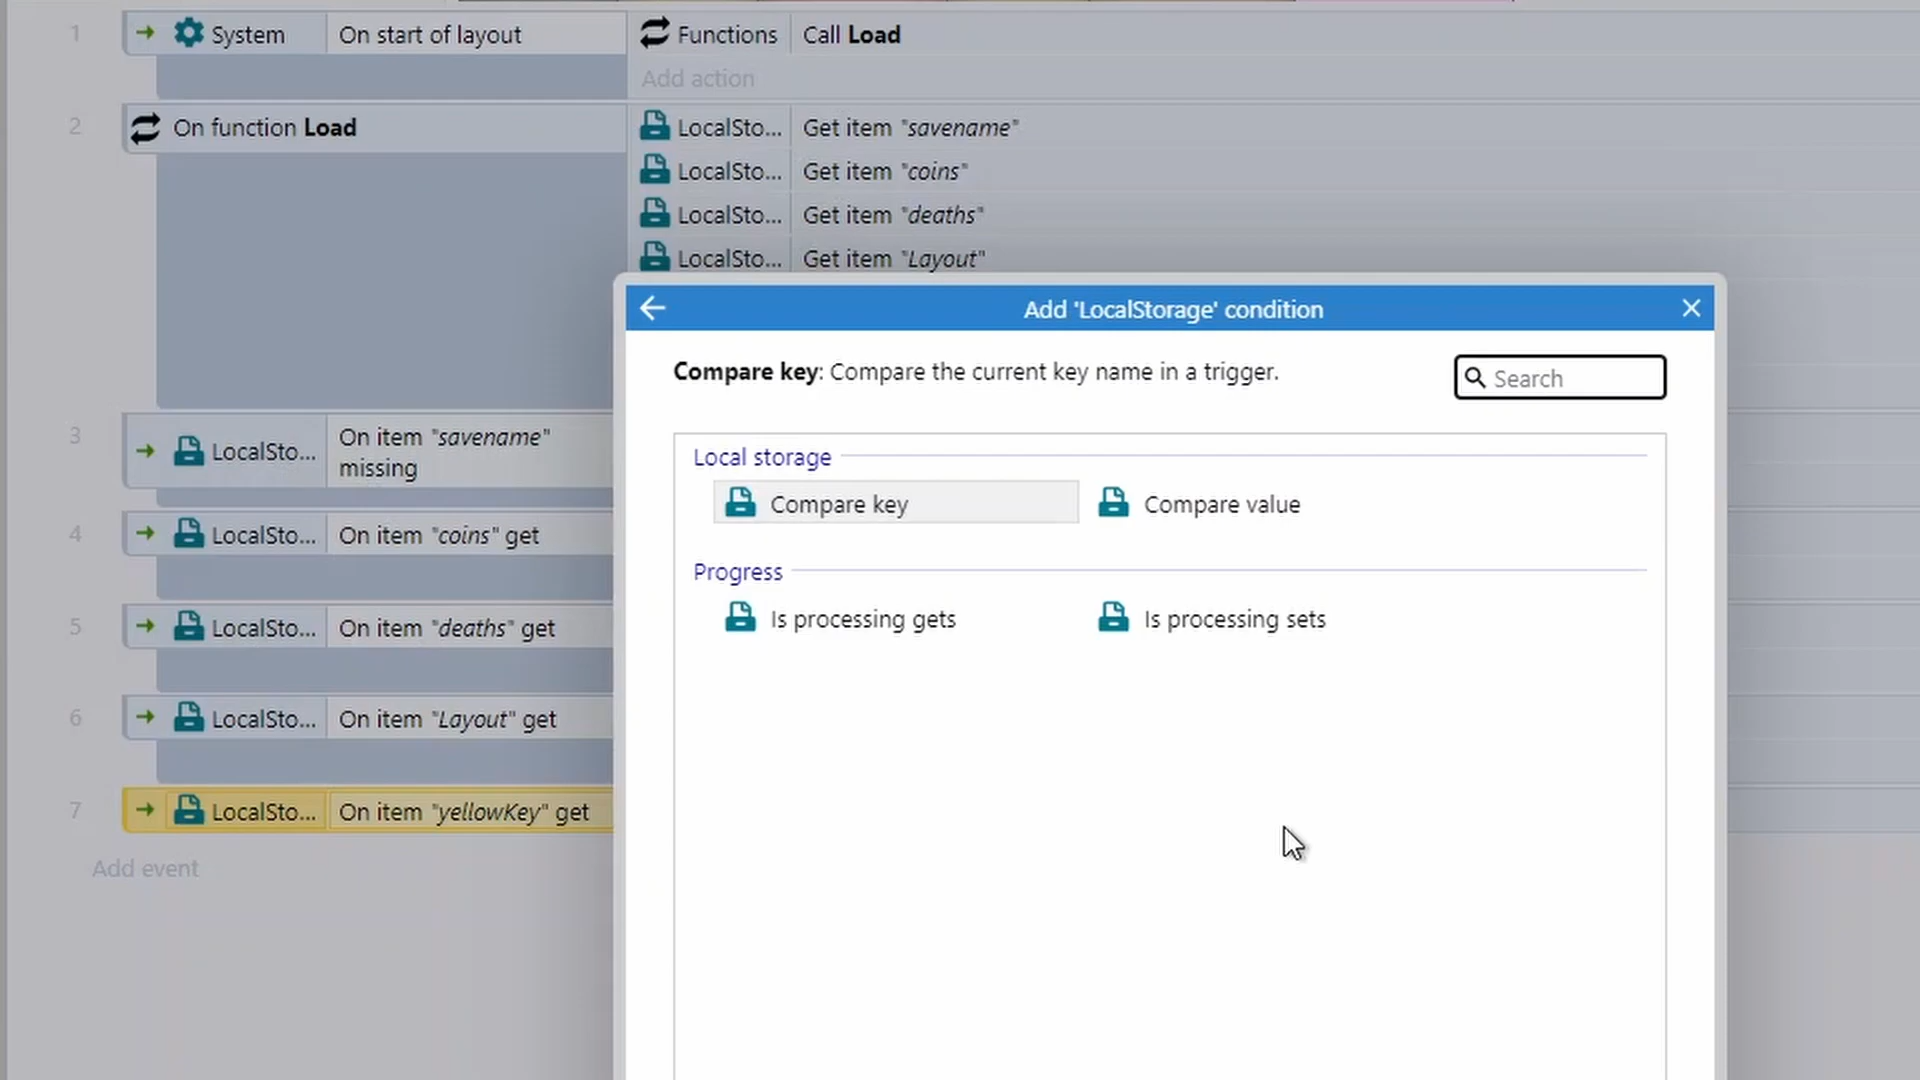 1 System On start of layout Functions Call Load
Add action
2 On function Load LocalSto... Get item "savename"
LocalSto... Get item "coins"
LocalSto... Get item "deaths"
LocalSto... Get item "Layout"
Add 'LocalStorage' condition
Compare key: Compare the current key name in a trigger.
Search
Local storage
Compare key Compare value
Progress
Is processing gets Is processing sets
3 LocalSto... On item "savename"
missing
4 LocalSto... On item "coins" get
5 LocalSto... On item "deaths" get
6 LocalSto... On item "Layout" get
7 LocalSto... On item "yellowKey" get
Add event